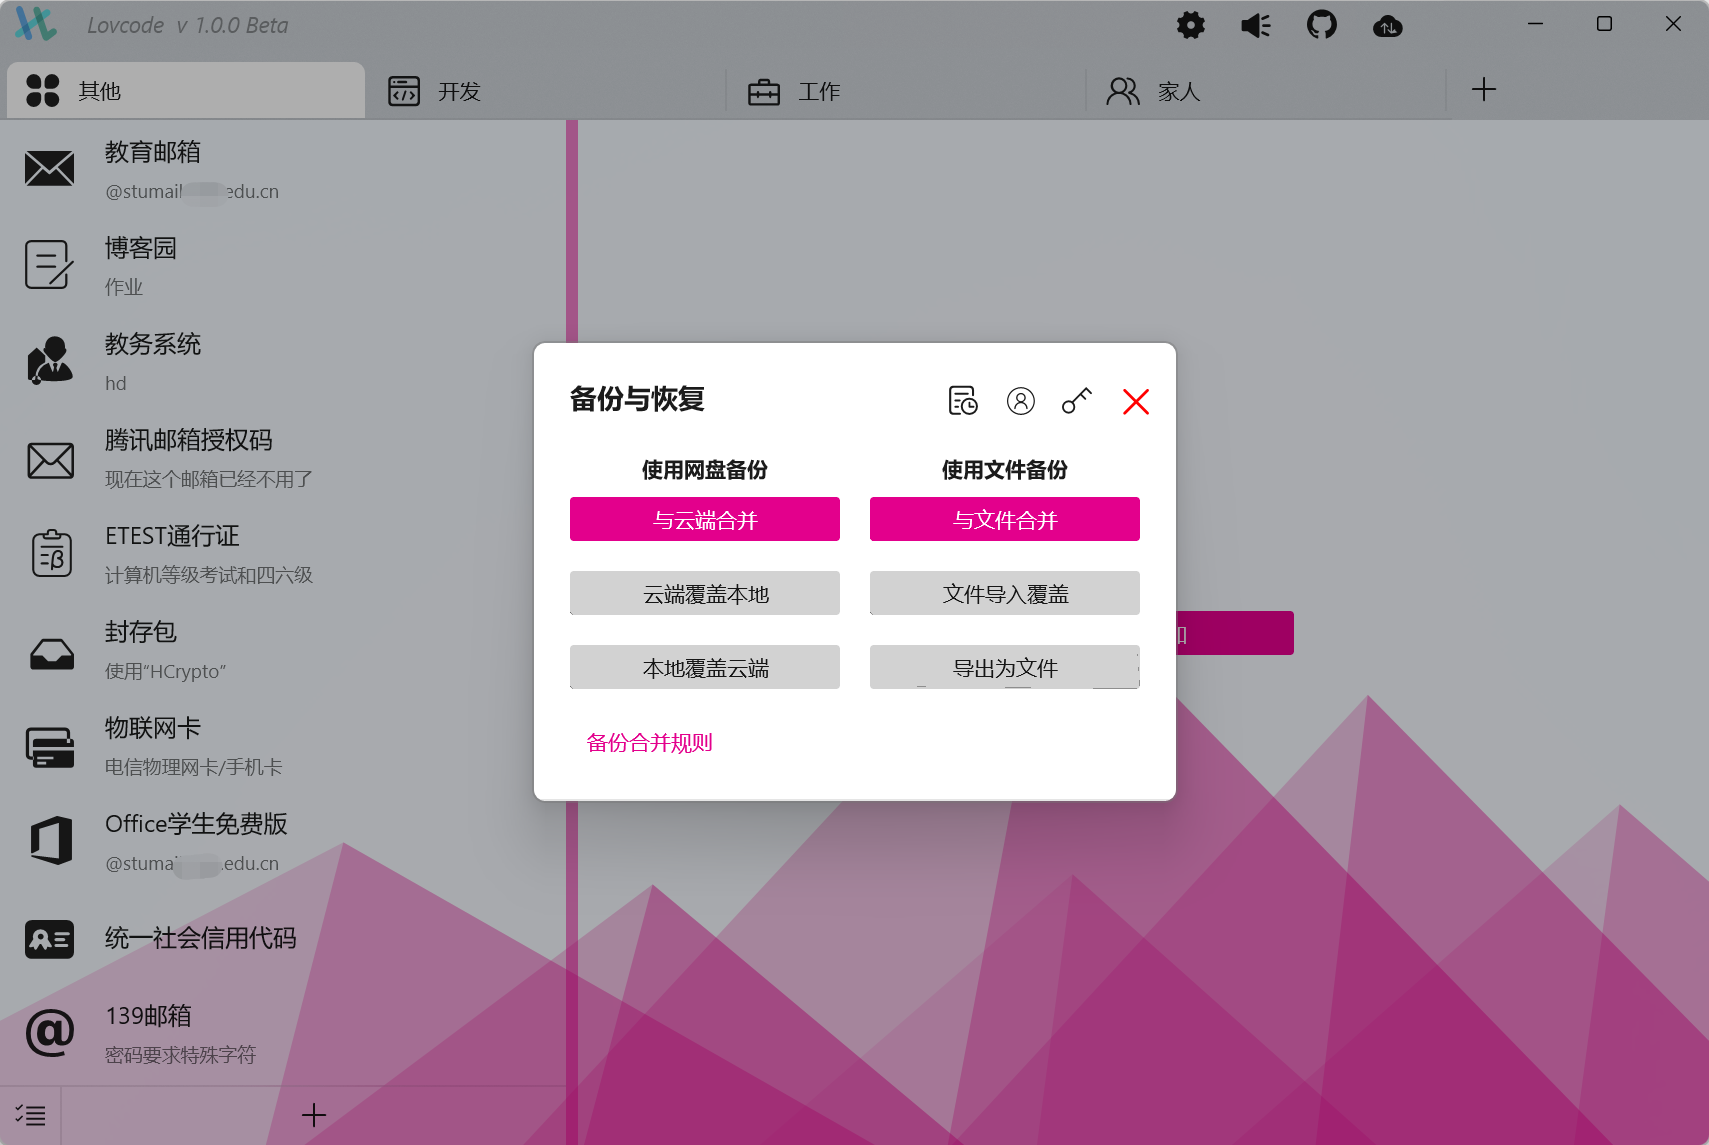 Lovcode v 1.0.0 Beta
其他
开发
工作
家人
教育邮箱
@stumail edu.cn
博客园
作业
教务系统
hd
腾讯邮箱授权码
现在这个邮箱已经不用了
ETEST通行证
计算机等级考试和四六级
封存包
使用“HCrypto”
物联网卡
电信物理网卡/手机卡
Office学生免费版
@stumail .edu.cn
统一社会信用代码
139邮箱
密码要求特殊字符
备份与恢复
使用网盘备份
使用文件备份
与云端合并
与文件合并
云端覆盖本地
文件导入覆盖
本地覆盖云端
导出为文件
备份合并规则